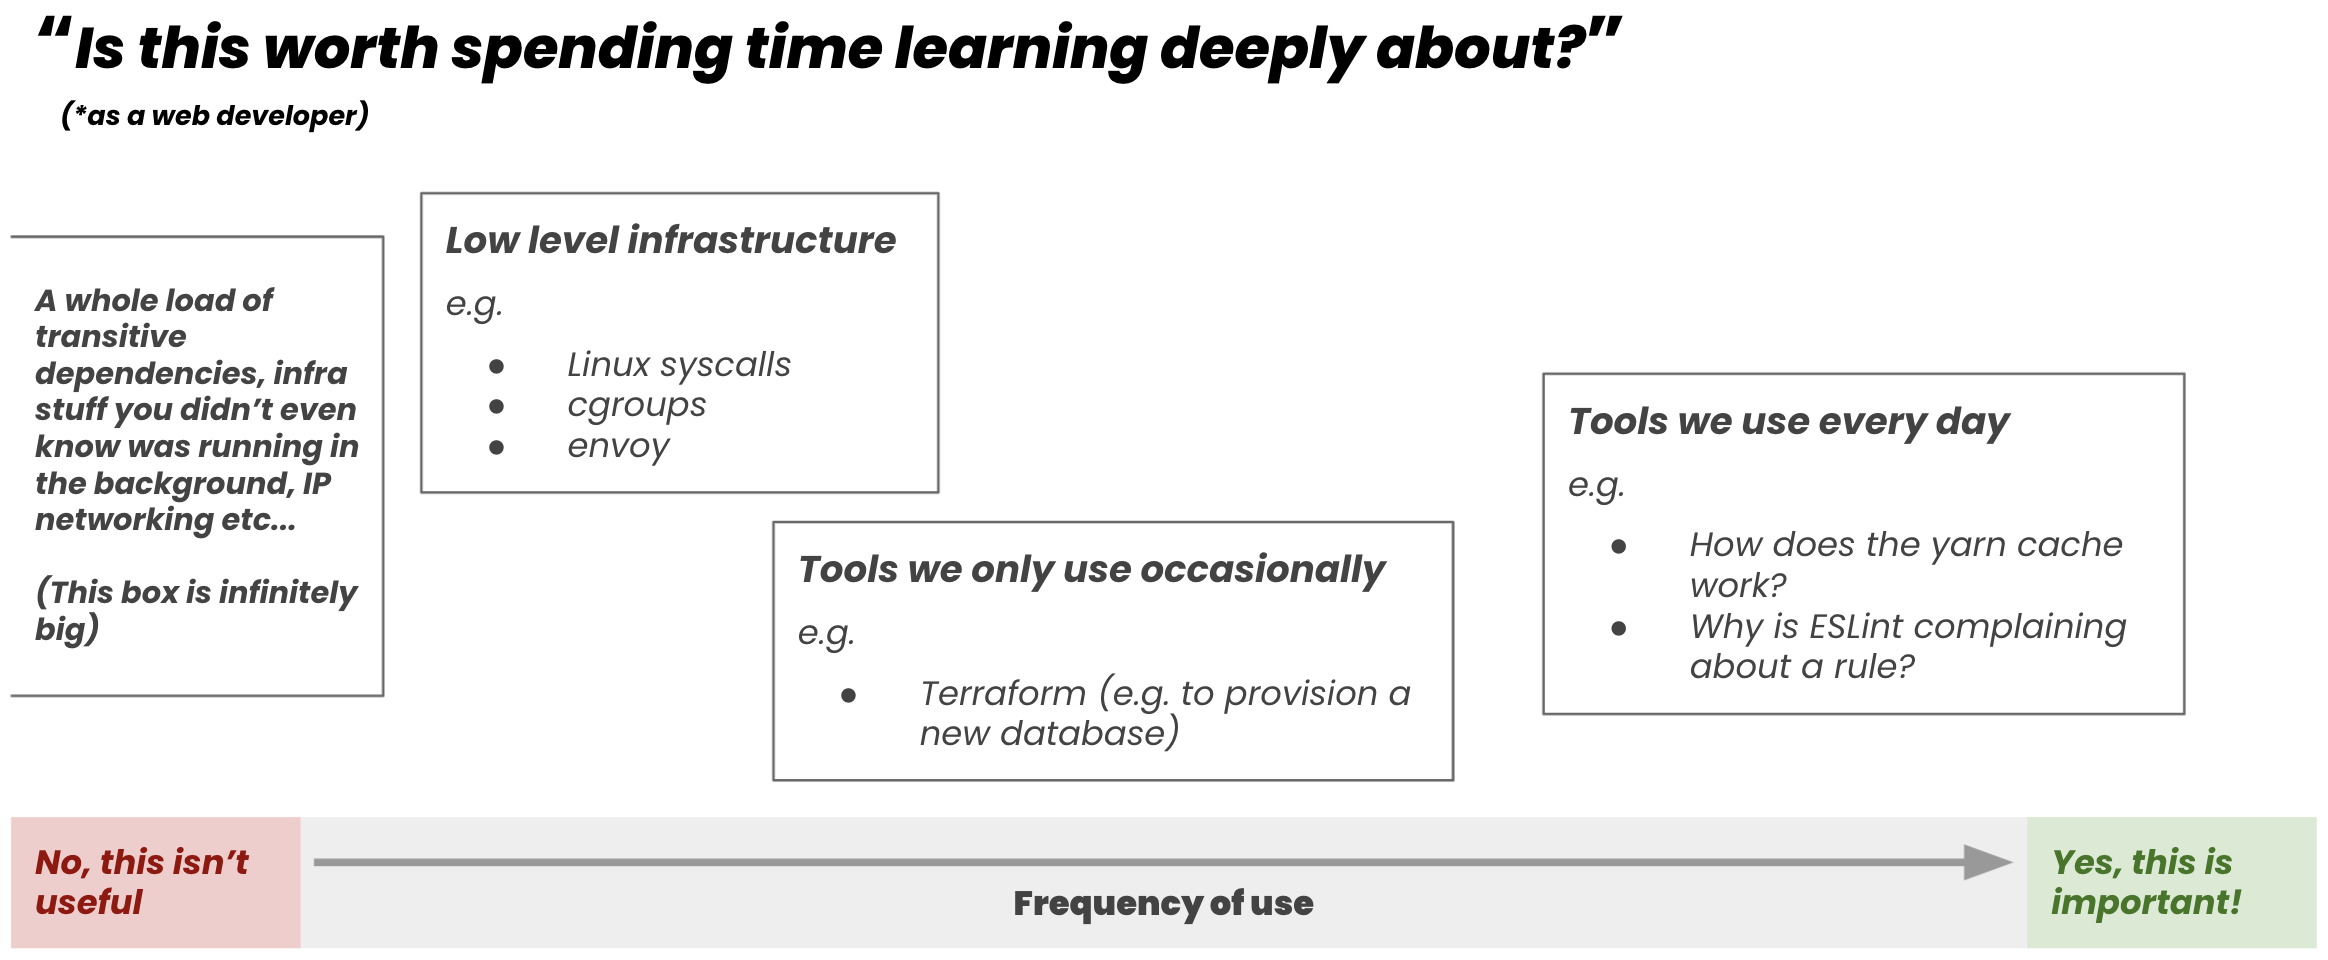 “Is this worth spending time learning deeply about?”
(*as a web developer)
A whole load of
transitive
dependencies, infra
stuff you didn’t even
know was running in
the background, IP
networking etc...
(This box is infinitely
big)
Low level infrastructure
e.g.
● Linux syscalls
● cgroups
● envoy
Tools we only use occasionally
e.g.
● Terraform (e.g. to provision a
new database)
Tools we use every day
e.g.
● How does the yarn cache
work?
● Why is ESLint complaining
about a rule?
No, this isn’t
useful
Frequency of use
Yes, this is
important!